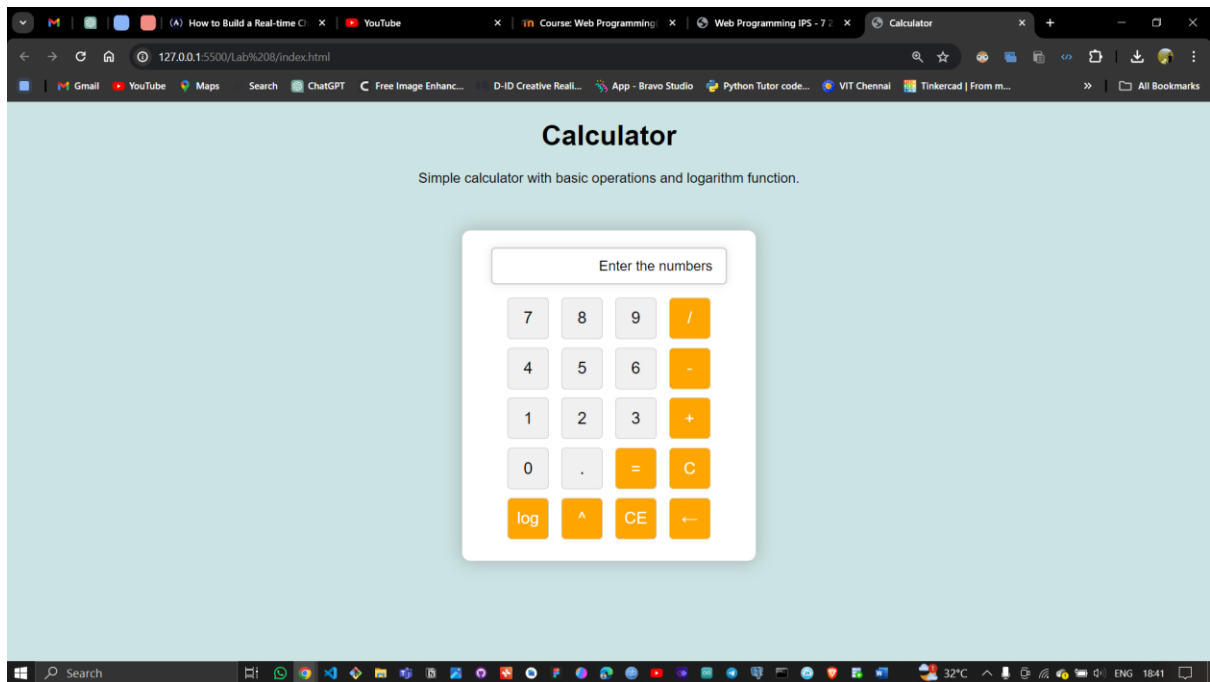 How to Build a Real-time C
YouTube
Course: Web Programming
Web Programming IPS - 7 2
Calculator
127.0.0.1:5500/Lab%208/index.html
Gmail
YouTube
Maps
Search
ChatGPT
Free Image Enhanc...
D-ID Creative Reali...
App - Bravo Studio
Python Tutor code...
VIT Chennai
Tinkercad | From m...
»
All Bookmarks
Calculator
Simple calculator with basic operations and logarithm function.
Enter the numbers
7 8 9 /
4 5 6 -
1 2 3 +
0 . = C
log ^ CE ←
Search
32°C
ENG
18:41